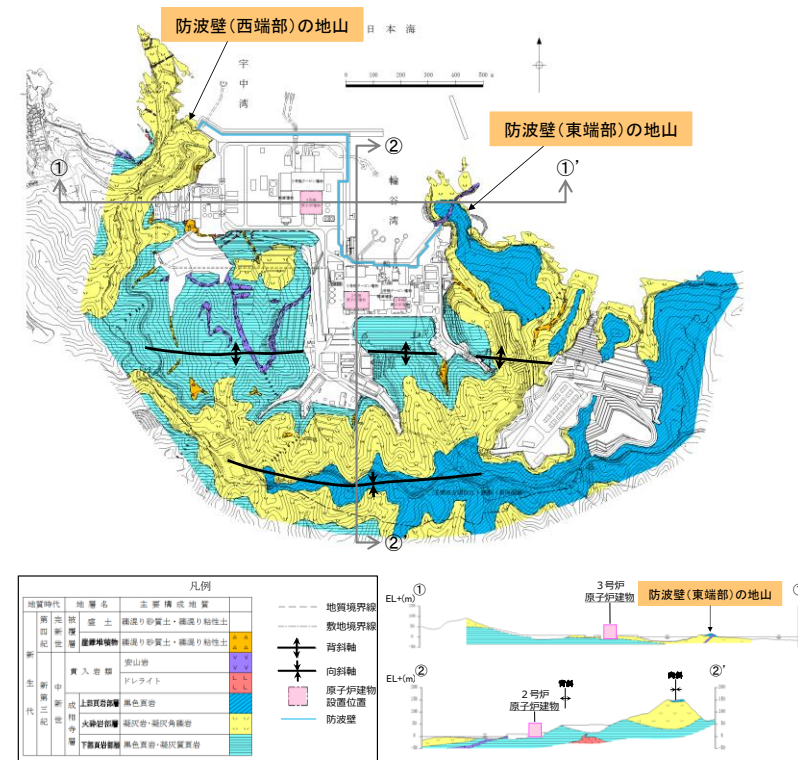 防波壁(西端部)の地山
日本海
宇中湾
0 100 200 300 400 500 m
防波壁(東端部)の地山
②
輪谷湾
①
①'
②'
凡例
地質時代 地層名 主要構成地質
新生代
第四紀
完新世
被覆層
盛土 礫混り砂質土・礫混り粘性土
崖錐堆積物 礫混り砂質土・礫混り粘性土
新第三紀
中新世
貫入岩類
安山岩
ドレライト
成相寺層
上部頁岩部層 黒色頁岩
火砕岩部層 凝灰岩・凝灰角礫岩
下部頁岩部層 黒色頁岩・凝灰質頁岩
地質境界線
敷地境界線
背斜軸
向斜軸
原子炉建物
設置位置
防波壁
EL+(m)
①
3号炉
原子炉建物
防波壁(東端部)の地山
EL+(m)
②
2号炉
原子炉建物
背斜
向斜
②'